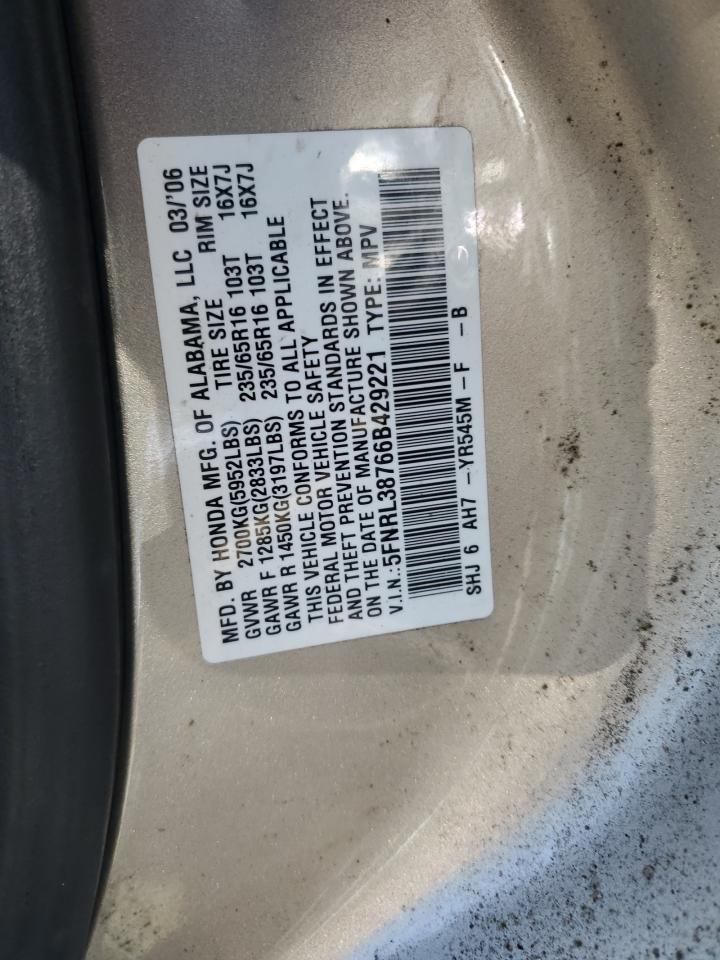 MFD. BY HONDA MFG. OF ALABAMA, LLC 03/'06
GVWR 2700KG(5952LBS) TIRE SIZE RIM SIZE
GAWR F 1285KG(2833LBS) 235/65R16 103T 16X7J
GAWR R 1450KG(3197LBS) 235/65R16 103T 16X7J
THIS VEHICLE CONFORMS TO ALL APPLICABLE
FEDERAL MOTOR VEHICLE SAFETY
AND THEFT PREVENTION STANDARDS IN EFFECT
ON THE DATE OF MANUFACTURE SHOWN ABOVE.
V.I.N.:5FNRL38766B429221 TYPE: MPV
SHJ 6 AH7 -YR545M-F -B